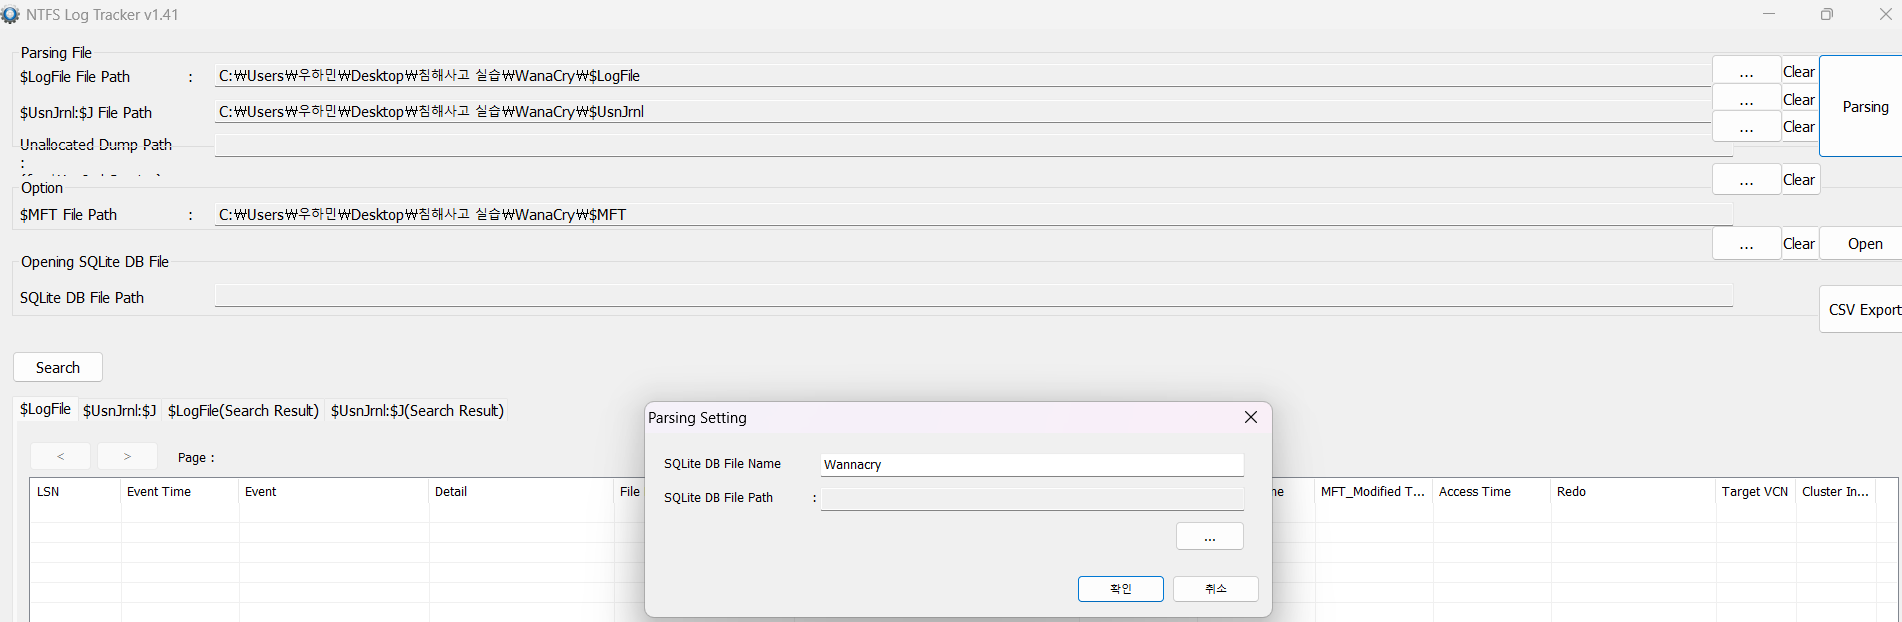 NTFS Log Tracker v1.41
Parsing File
$LogFile File Path : C:₩Users₩우하민₩Desktop₩침해사고 실습₩WanaCry₩$LogFile ... Clear
$UsnJrnl:$J File Path C:₩Users₩우하민₩Desktop₩침해사고 실습₩WanaCry₩$UsnJrnl ... Clear
Parsing
Unallocated Dump Path ... Clear
:
Option ... Clear
$MFT File Path : C:₩Users₩우하민₩Desktop₩침해사고 실습₩WanaCry₩$MFT
... Clear Open
Opening SQLite DB File
SQLite DB File Path
CSV Export
Search
$LogFile $UsnJrnl:$J $LogFile(Search Result) $UsnJrnl:$J(Search Result)
< > Page :
LSN Event Time Event Detail File ne MFT_Modified T... Access Time Redo Target VCN Cluster In...
Parsing Setting
SQLite DB File Name Wannacry
SQLite DB File Path :
...
확인 취소